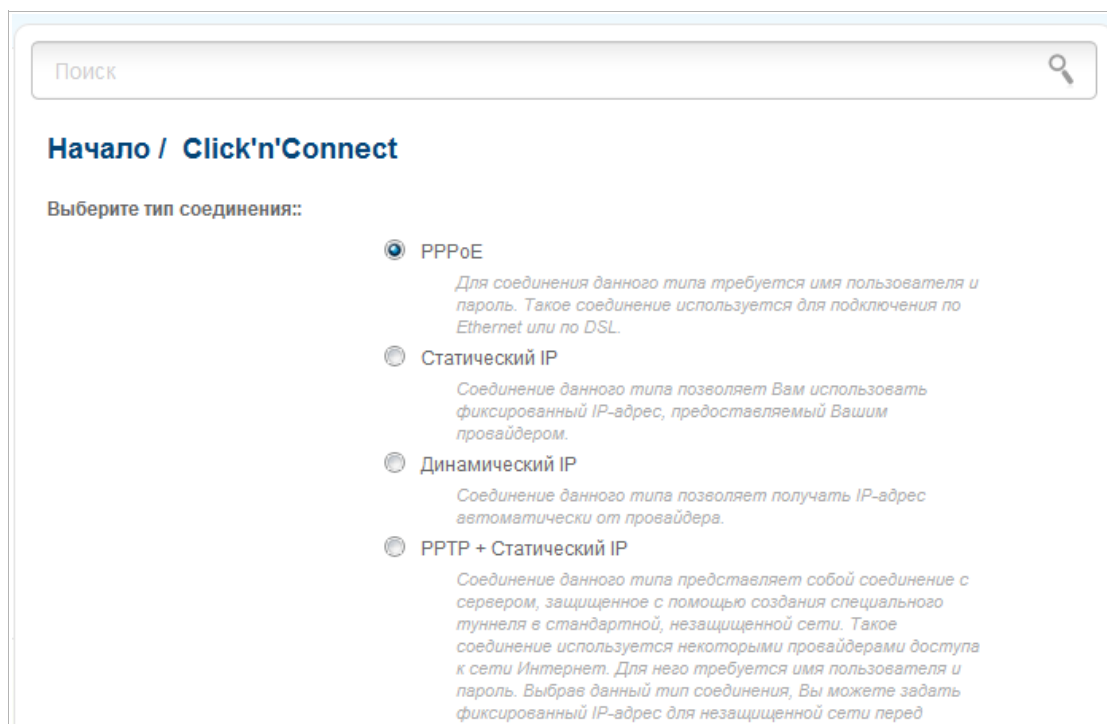 Поиск
Начало / Click'n'Connect
Выберите тип соединения::
PPPoE
Для соединения данного типа требуется имя пользователя и
пароль. Такое соединение используется для подключения по
Ethernet или по DSL.
Статический IP
Соединение данного типа позволяет Вам использовать
фиксированный IP-адрес, предоставляемый Вашим
провайдером.
Динамический IP
Соединение данного типа позволяет получать IP-адрес
автоматически от провайдера.
PPTP + Статический IP
Соединение данного типа представляет собой соединение с
сервером, защищенное с помощью создания специального
туннеля в стандартной, незащищенной сети. Такое
соединение используется некоторыми провайдерами доступа
к сети Интернет. Для него требуется имя пользователя и
пароль. Выбрав данный тип соединения, Вы можете задать
фиксированный IP-адрес для незащищенной сети перед